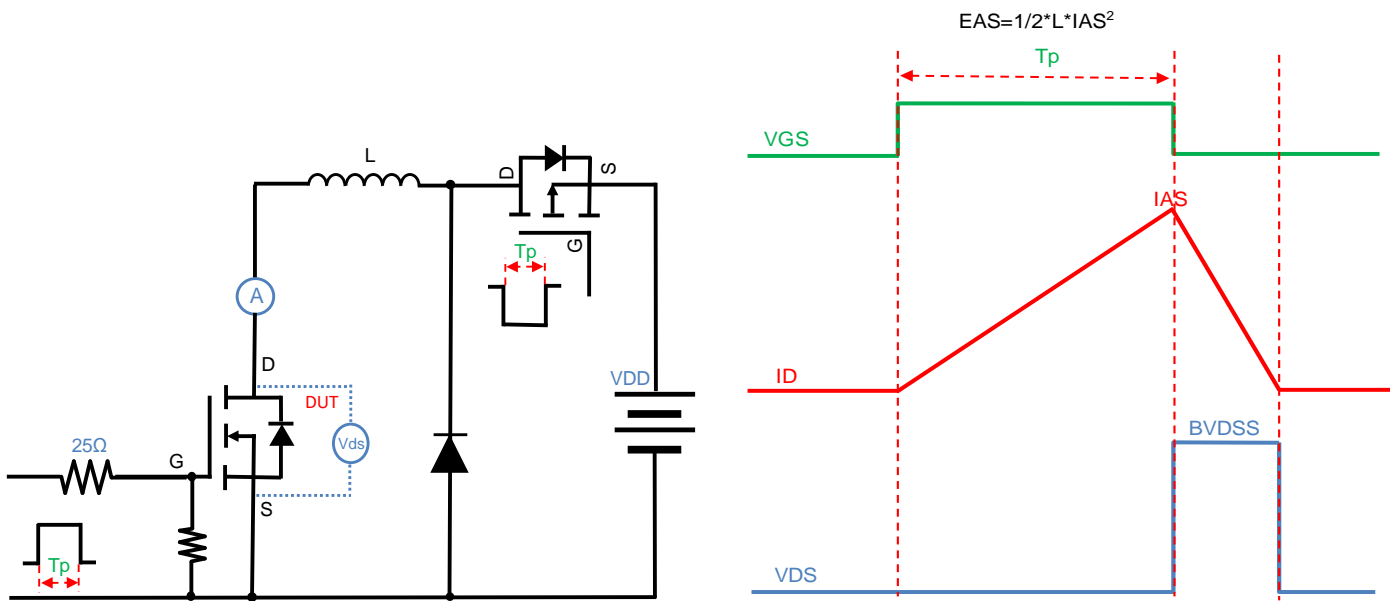 EAS=1/2*L*IAS²
Tp
VGS
L
D
S
G
Tp
IAS
A
D
VDD
ID
DUT
25Ω
G
Vds
BVDSS
S
Tp
VDS